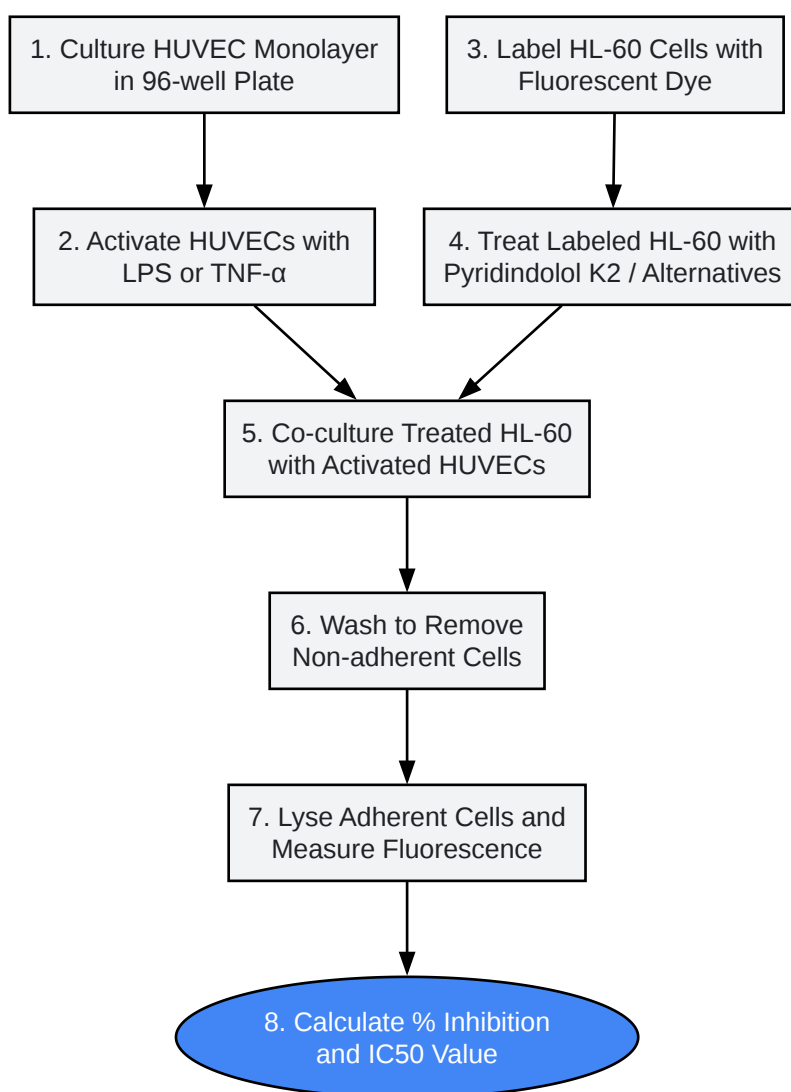 1. Culture HUVEC Monolayer
in 96-well Plate
3. Label HL-60 Cells with
Fluorescent Dye
2. Activate HUVECs with
LPS or TNF-α
4. Treat Labeled HL-60 with
Pyridindolol K2 / Alternatives
5. Co-culture Treated HL-60
with Activated HUVECs
6. Wash to Remove
Non-adherent Cells
7. Lyse Adherent Cells and
Measure Fluorescence
8. Calculate % Inhibition
and IC50 Value